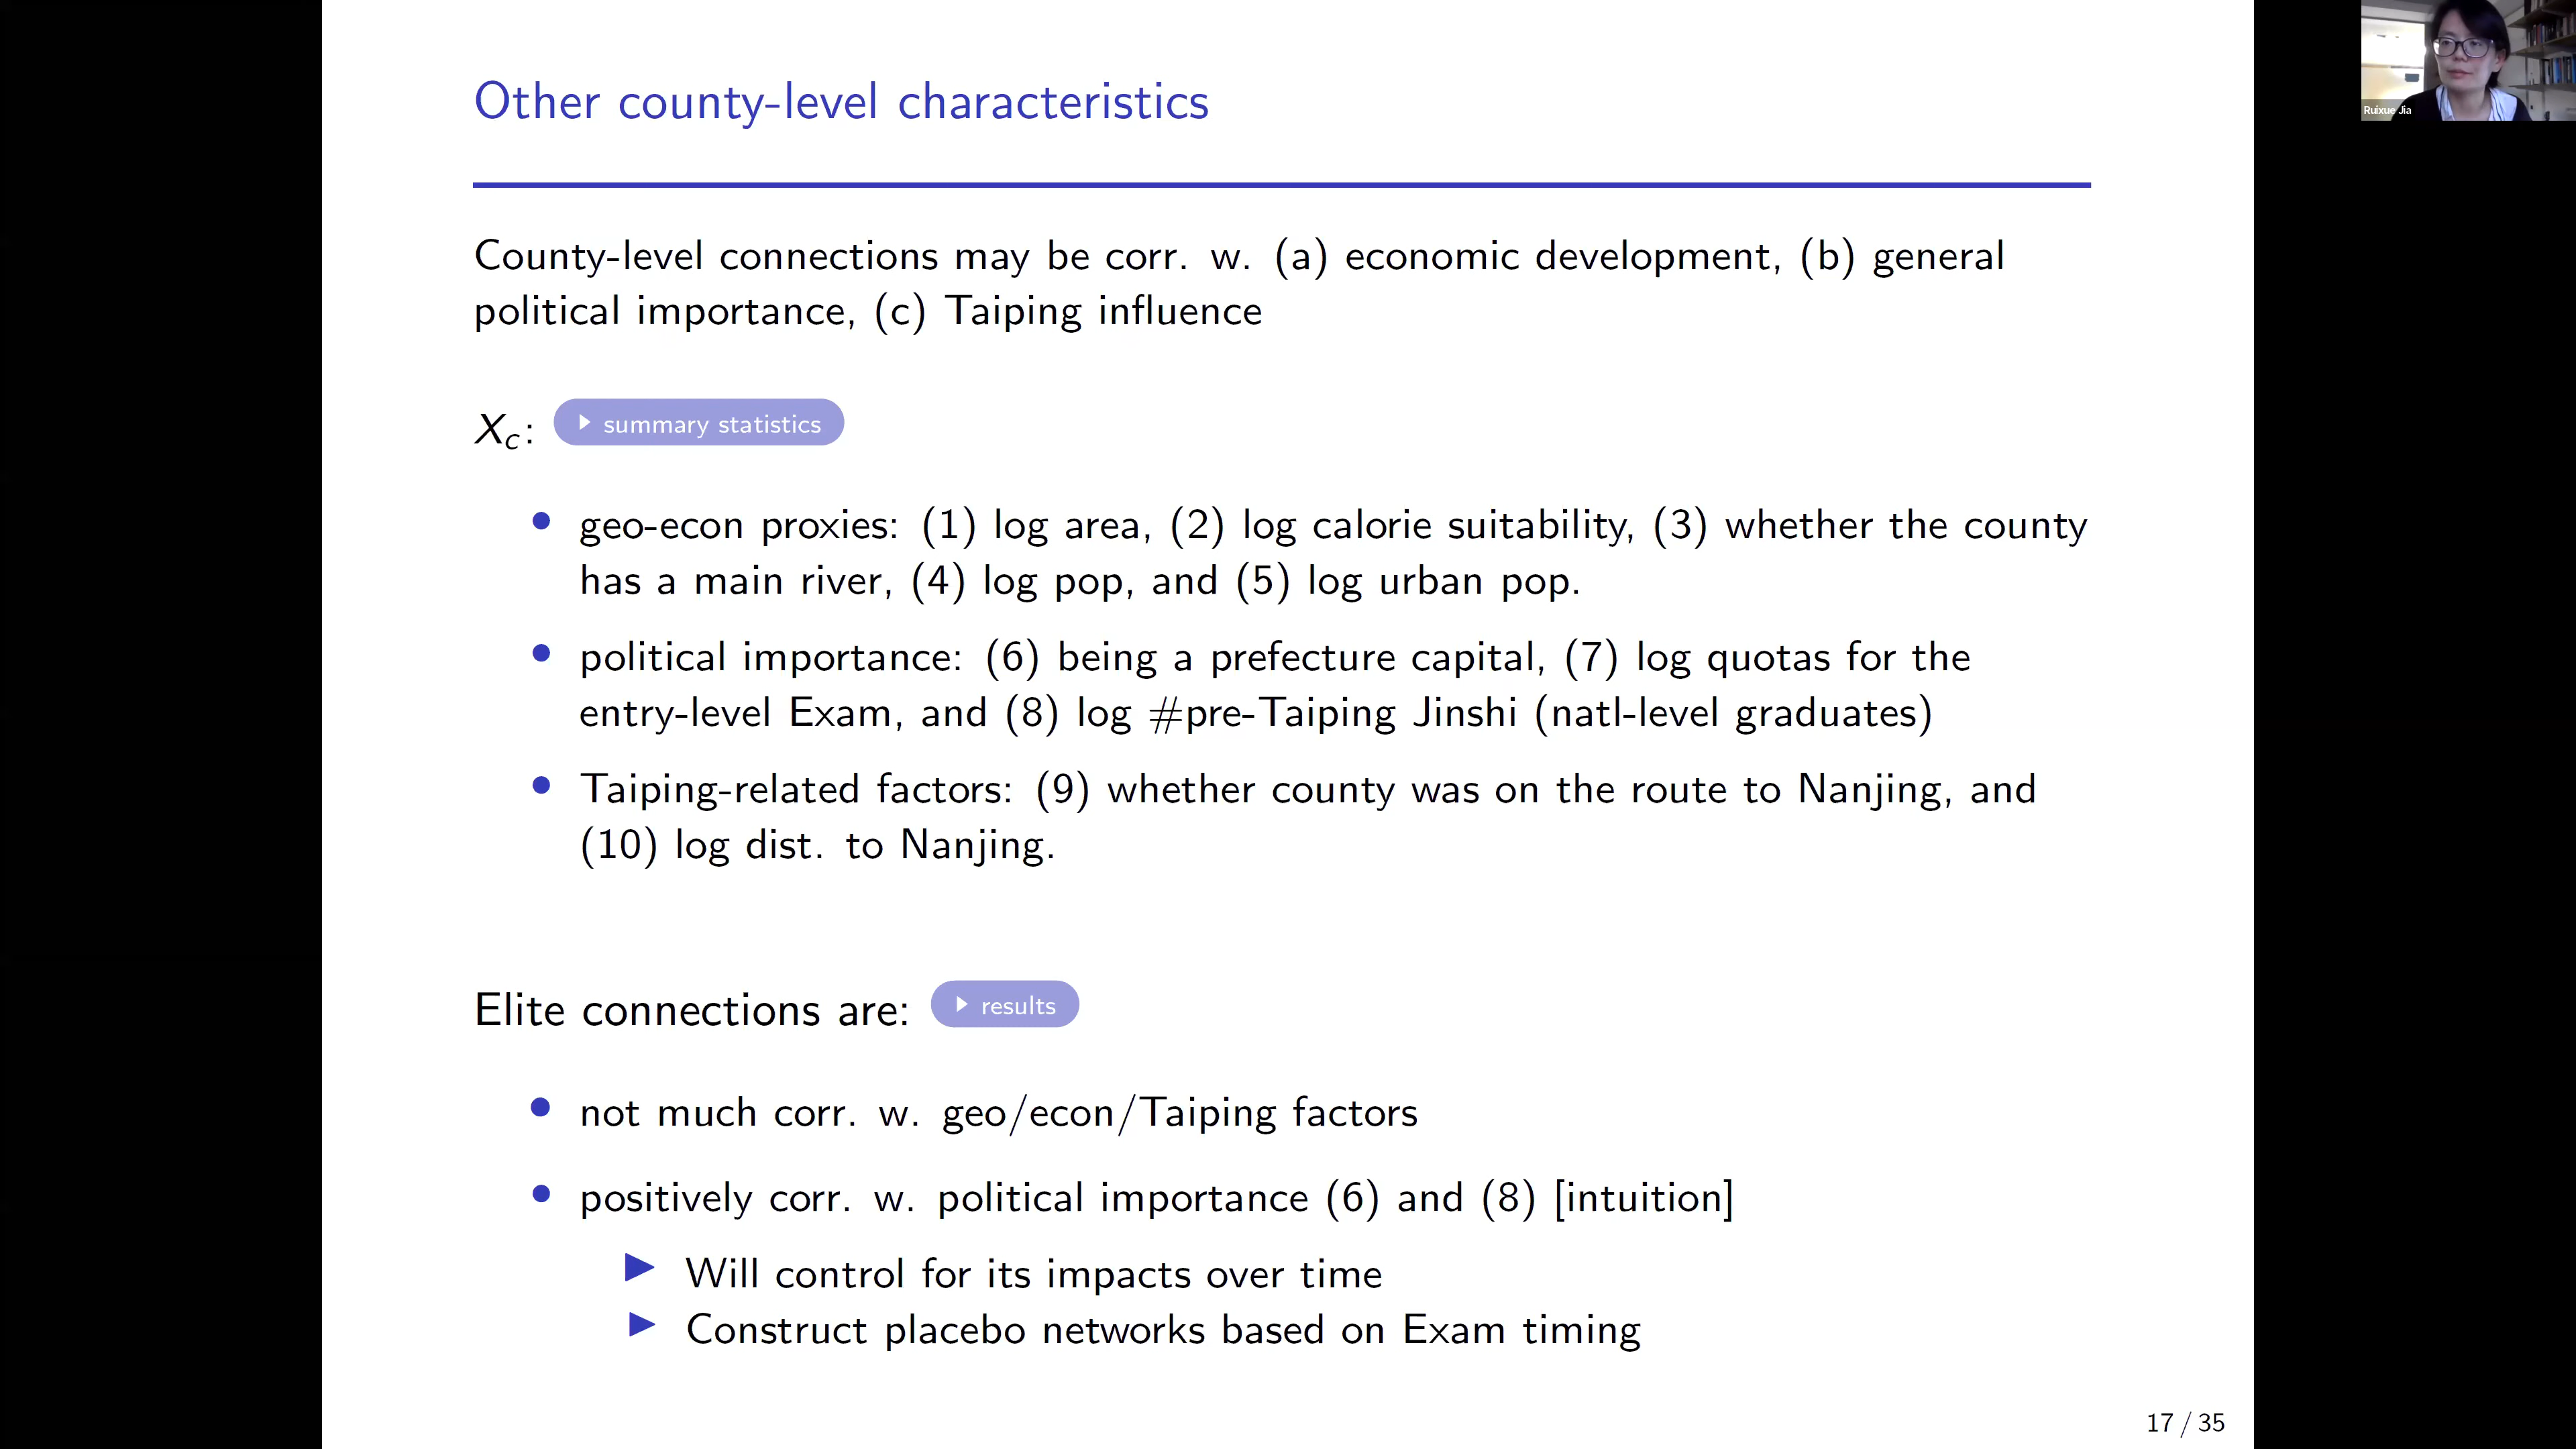 Other county-level characteristics
County-level connections may be corr. w. (a) economic development, (b) general
political importance, (c) Taiping influence
Xc: summary statistics
• geo-econ proxies: (1) log area, (2) log calorie suitability, (3) whether the county
has a main river, (4) log pop, and (5) log urban pop.
• political importance: (6) being a prefecture capital, (7) log quotas for the
entry-level Exam, and (8) log #pre-Taiping Jinshi (natl-level graduates)
• Taiping-related factors: (9) whether county was on the route to Nanjing, and
(10) log dist. to Nanjing.
Elite connections are: results
• not much corr. w. geo/econ/Taiping factors
• positively corr. w. political importance (6) and (8) [intuition]
Will control for its impacts over time
Construct placebo networks based on Exam timing
17 / 35
Ruixue Jia